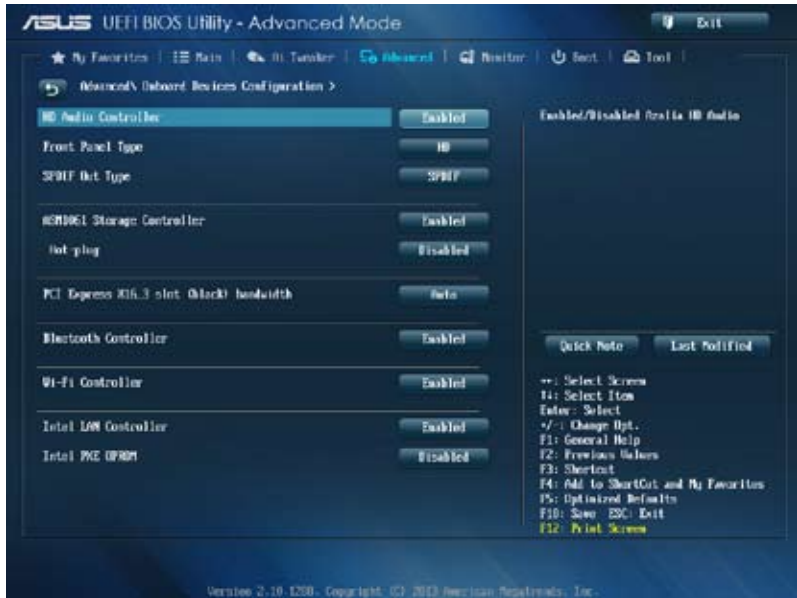 ASUS UEFI BIOS Utility - Advanced Mode
Exit
My Favorites Main Ai Tweaker Advanced Monitor Boot Tool
Advanced\ Onboard Devices Configuration >
HD Audio Controller Enabled
Front Panel Type HD
SPDIF Out Type SPDIF
ASM1061 Storage Controller Enabled
Hot-plug Disabled
PCI Express X16_3 slot (black) bandwidth Auto
Bluetooth Controller Enabled
Wi-Fi Controller Enabled
Intel LAN Controller Enabled
Intel PXE OPROM Disabled
Enabled/Disabled Azalia HD Audio
Quick Note Last Modified
→←: Select Screen
↑↓: Select Item
Enter: Select
+/-: Change Opt.
F1: General Help
F2: Previous Values
F3: Shortcut
F4: Add to ShortCut and My Favorites
F5: Optimized Defaults
F10: Save ESC: Exit
F12: Print Screen
Version 2.10.1208. Copyright (C) 2013 American Megatrends, Inc.